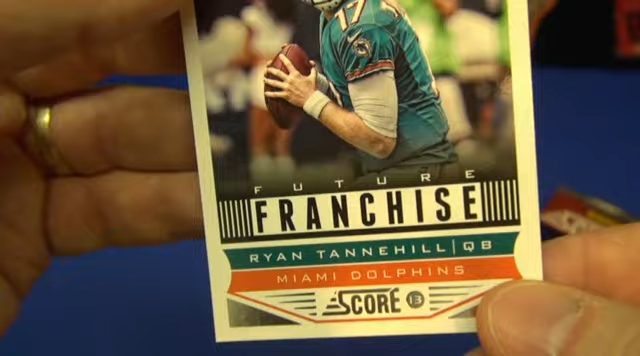 17
FUTURE
FRANCHISE
RYAN TANNEHILL | QB
MIAMI DOLPHINS
SCORE 13